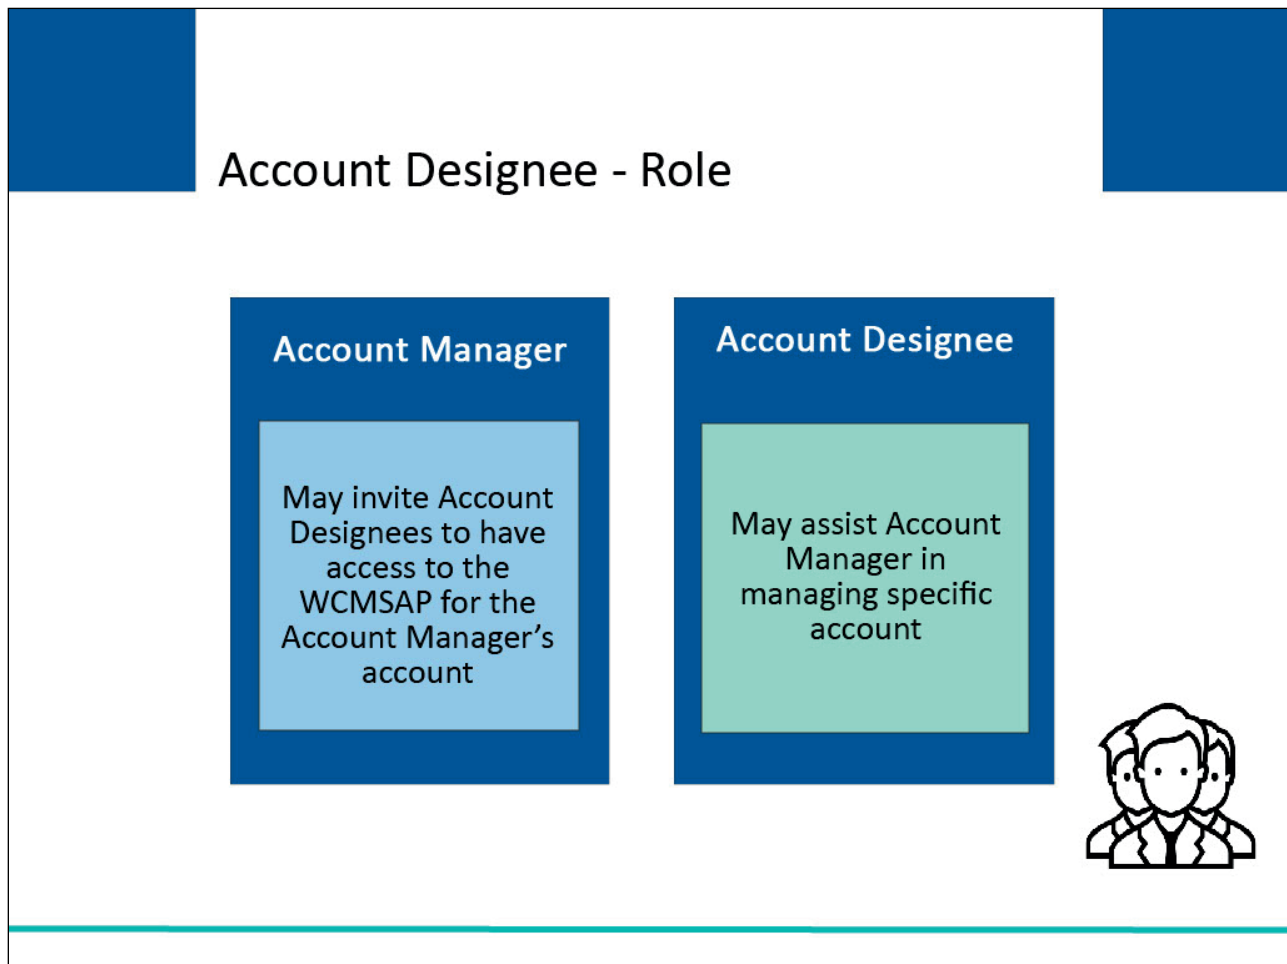 Account Designee - Role
Account Manager
May invite Account
Designees to have
access to the
WCMSAP for the
Account Manager’s
account
Account Designee
May assist Account
Manager in
managing specific
account